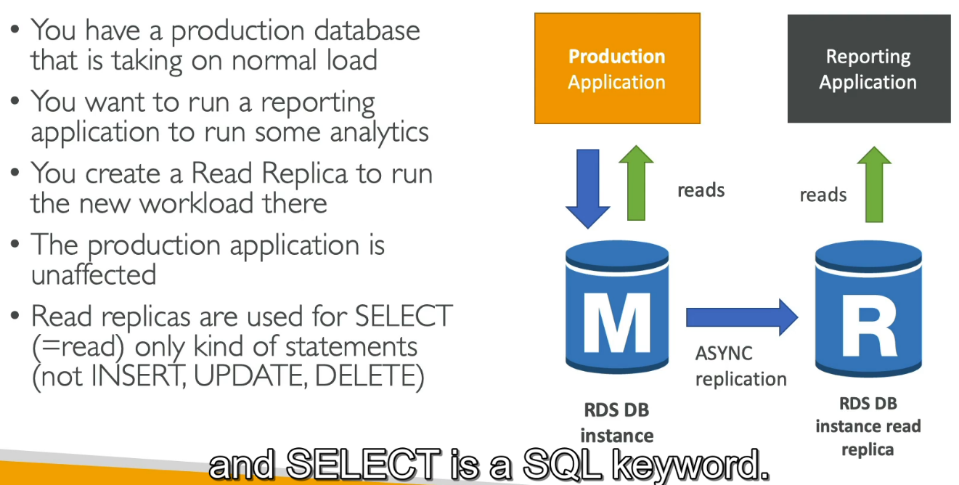 • You have a production database
that is taking on normal load
• You want to run a reporting
application to run some analytics
• You create a Read Replica to run
the new workload there
• The production application is
unaffected
• Read replicas are used for SELECT
(=read) only kind of statements
(not INSERT, UPDATE, DELETE)
Production
Application
Reporting
Application
reads
reads
M
R
ASYNC
replication
RDS DB
instance
RDS DB
instance read
replica
and SELECT is a SQL keyword.